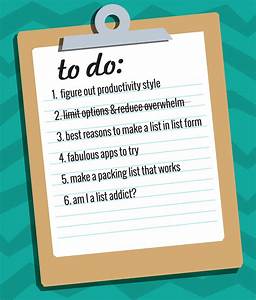 to do:
1. figure out productivity style
2. limit options & reduce overwhelm
3. best reasons to make a list in list form
4. fabulous apps to try
5. make a packing list that works
6. am I a list addict?